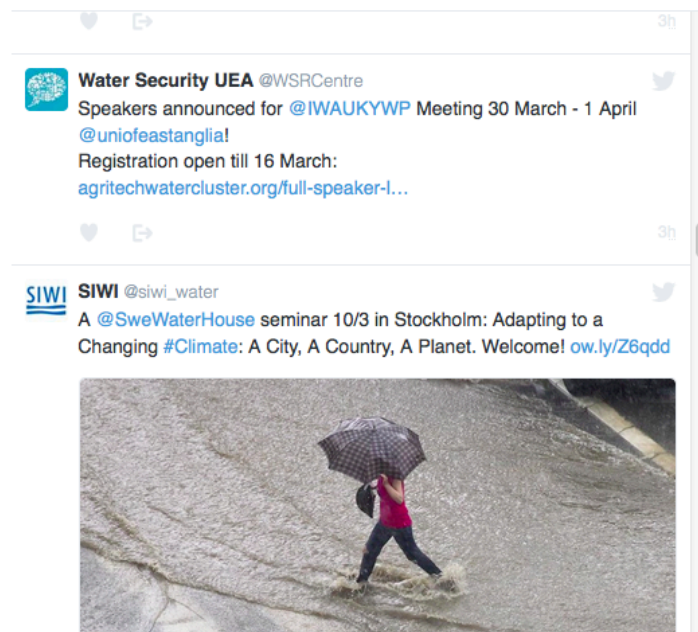 3h
Water Security UEA @WSRCentre
Speakers announced for @IWAUKYWP Meeting 30 March - 1 April
@uniofeastanglia!
Registration open till 16 March:
agritechwatercluster.org/full-speaker-l…
3h
SIWI SIWI @siwi_water
A @SweWaterHouse seminar 10/3 in Stockholm: Adapting to a
Changing #Climate: A City, A Country, A Planet. Welcome! ow.ly/Z6qdd